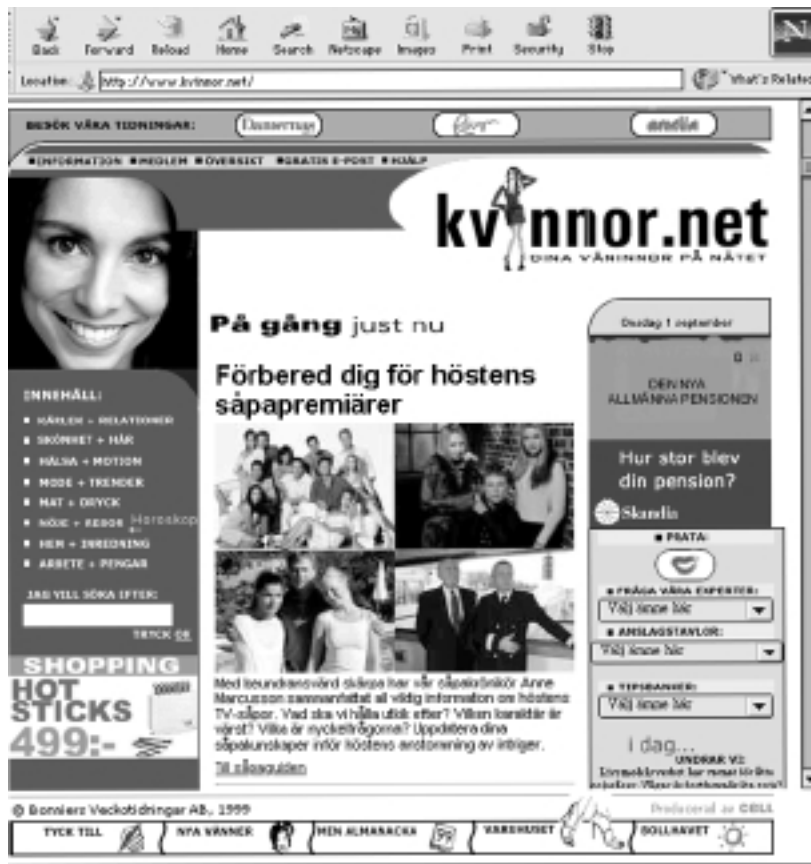 Back Forward Reload Home Search Netscape Images Print Security Stop
Location: http://www.kvinnor.net/ What's Related
BESÖK VÅRA TIDNINGAR: Damernas amelia
INFORMATION MEDLEM ÖVERSIKT GRATIS E-POST HJÄLP
kvinnor.net
DINA VÄNINNOR PÅ NÄTET
På gång just nu
Förbered dig för höstens
såpapremiärer
INNEHÅLL:
KÄRLEK + RELATIONER
SKÖNHET + HÅR
HÄLSA + MOTION
MODE + TRENDER
MAT + DRYCK
NÖJE + RESOR Horoskop
HEM + INREDNING
ARBETE + PENGAR
JAG VILL SÖKA EFTER:
TRYCK OK
SHOPPING
HOT
STICKS
499:-
Med beundransvärd skärpa har vår såpakrönikör Anne
Marcusson sammanfattat all viktig information om höstens
TV-såpor. Vad ska vi hålla utkik efter? Vilken karaktär är
värst? Vilka är nyckelfrågorna? Uppdatera dina
såpakunskaper inför höstens anstormning av intriger.
Till såpaguiden
Onsdag 1 september
DEN NYA
ALLMÄNNA PENSIONEN
Hur stor blev
din pension?
Skandia
PRATA:
FRÅGA VÅRA EXPERTER:
Välj ämne här
ANSLAGSTAVLOR:
Välj ämne här
TIPSBANKEN:
Välj ämne här
i dag...
UNDRAR VI:
© Bonniers Veckotidningar AB, 1999
Producerad av CELL
TYCK TILL NYA VÄNNER MIN ALMANACKA VARUHUSET BOLLHAVET